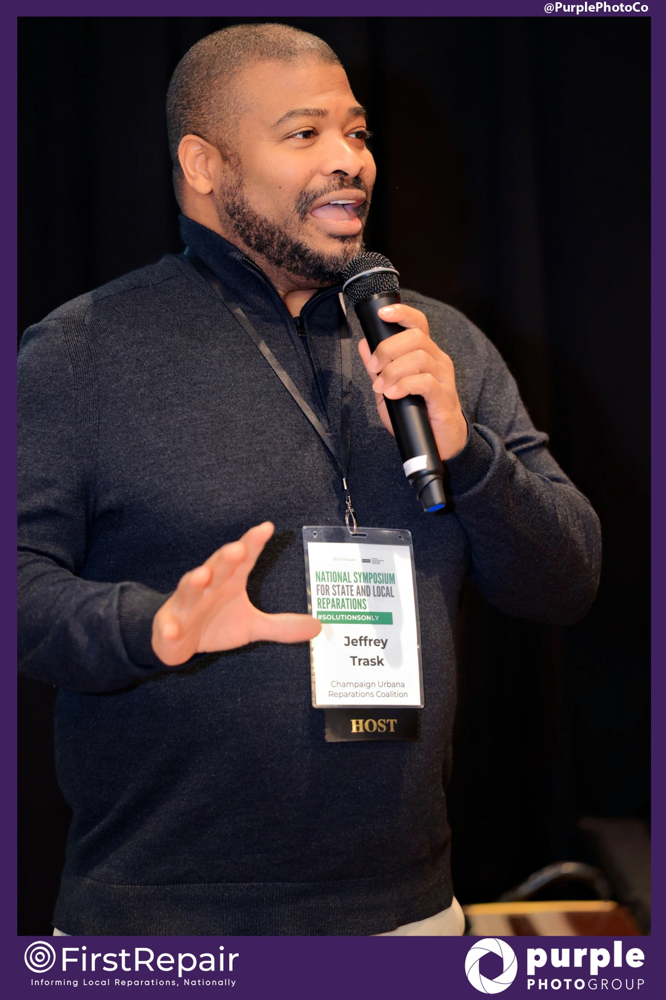 @PurplePhotoCo
FirstRepair
NATIONAL SYMPOSIUM
FOR STATE AND LOCAL
REPARATIONS
#SOLUTIONSONLY
Jeffrey
Trask
Champaign Urbana
Reparations Coalition
HOST
FirstRepair
Informing Local Reparations, Nationally
purple
PHOTOGROUP